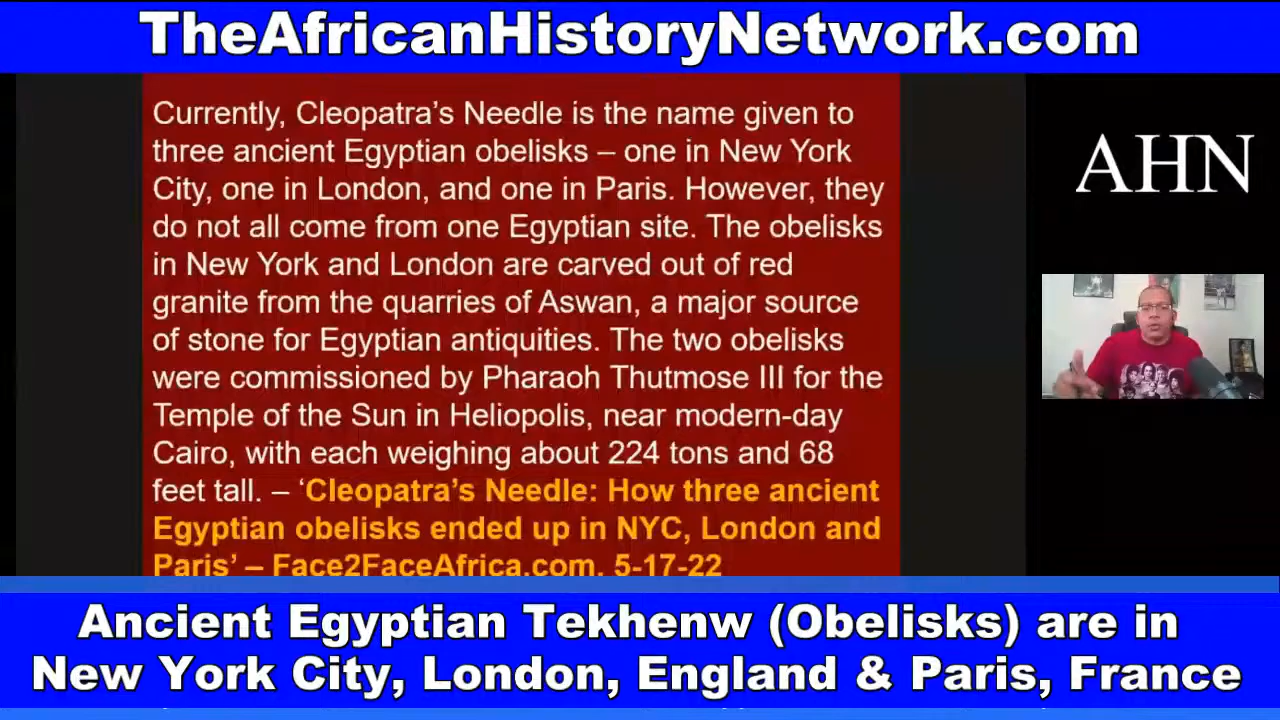 TheAfricanHistoryNetwork.com
Currently, Cleopatra’s Needle is the name given to
three ancient Egyptian obelisks – one in New York
City, one in London, and one in Paris. However, they
do not all come from one Egyptian site. The obelisks
in New York and London are carved out of red
granite from the quarries of Aswan, a major source
of stone for Egyptian antiquities. The two obelisks
were commissioned by Pharaoh Thutmose III for the
Temple of the Sun in Heliopolis, near modern-day
Cairo, with each weighing about 224 tons and 68
feet tall. – ‘Cleopatra’s Needle: How three ancient
Egyptian obelisks ended up in NYC, London and
Paris’ – Face2FaceAfrica.com, 5-17-22
AHN
Ancient Egyptian Tekhenw (Obelisks) are in
New York City, London, England & Paris, France